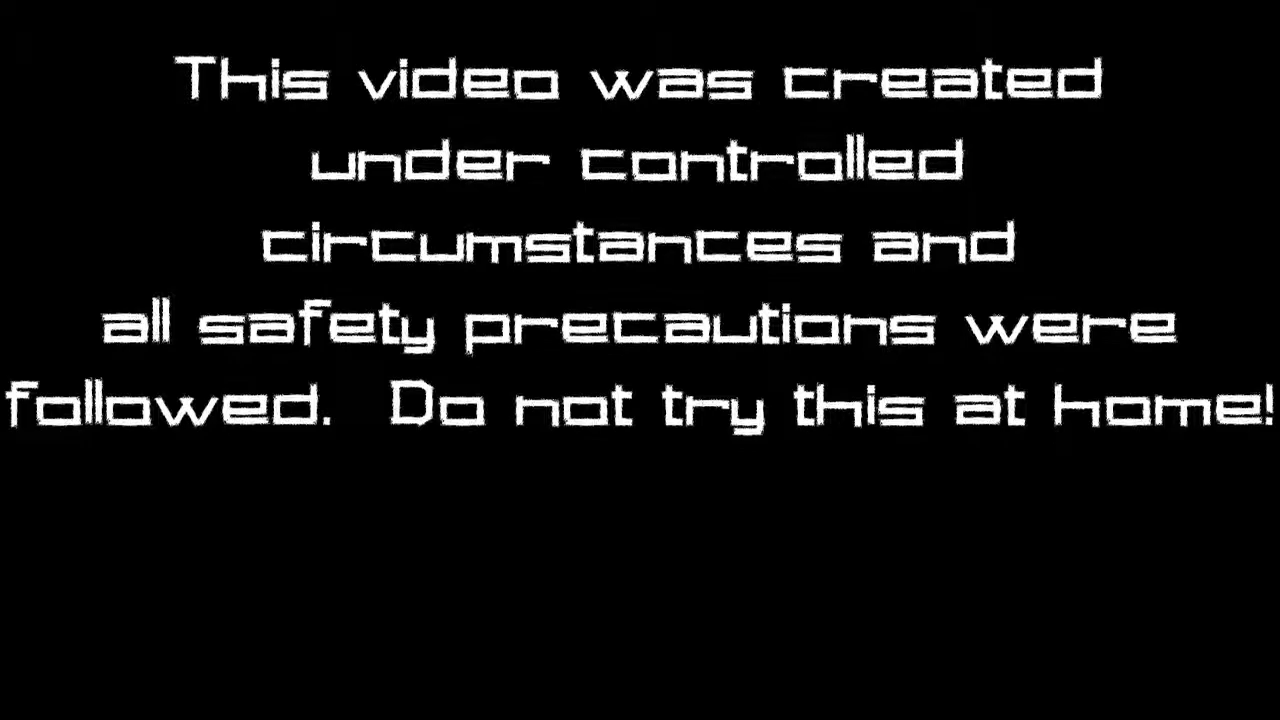 This video was created
under controlled
circumstances and
all safety precautions were
followed.  Do not try this at home!